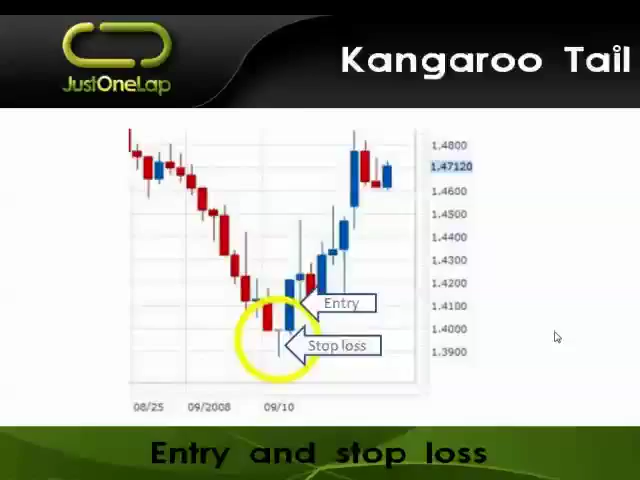 JustOneLap
Kangaroo Tail
1.4800
1.47120
1.4600
1.4500
1.4400
1.4300
1.4200
1.4100
1.4000
1.3900
Entry
Stop loss
08/25 09/2008 09/10
Entry and stop loss